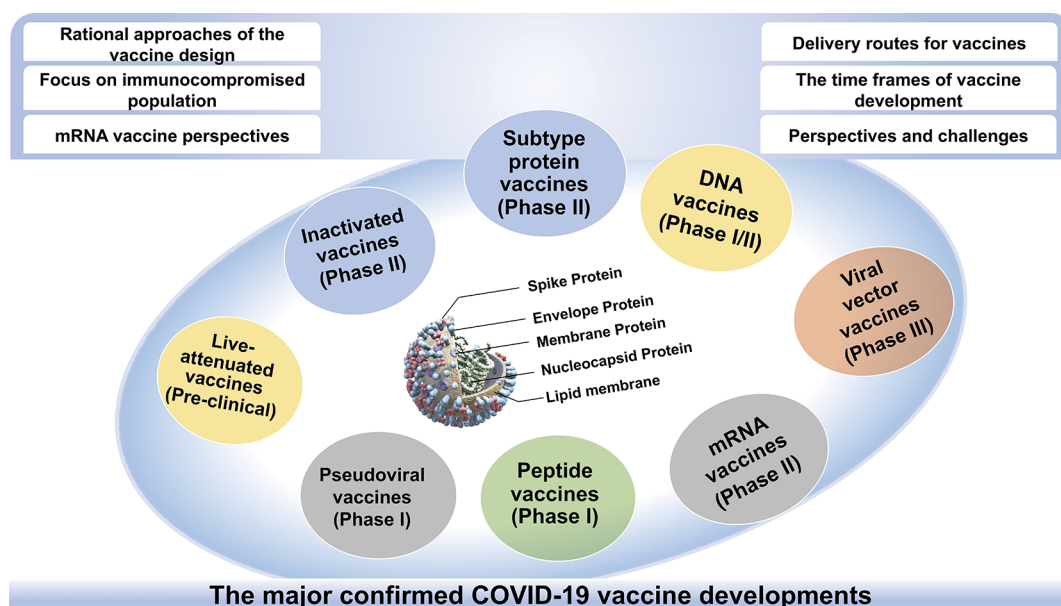 Rational approaches of the
vaccine design
Focus on immunocompromised
population
mRNA vaccine perspectives
Delivery routes for vaccines
The time frames of vaccine
development
Perspectives and challenges
Subtype
protein
vaccines
(Phase II)
DNA
vaccines
(Phase I/II)
Inactivated
vaccines
(Phase II)
Viral
vector
vaccines
(Phase III)
Spike Protein
Envelope Protein
Membrane Protein
Nucleocapsid Protein
Lipid membrane
Live-
attenuated
vaccines
(Pre-clinical)
mRNA
vaccines
(Phase II)
Pseudoviral
vaccines
(Phase I)
Peptide
vaccines
(Phase I)
The major confirmed COVID-19 vaccine developments